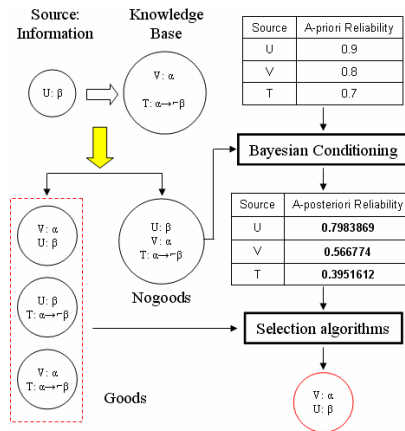 Source:
Information
Knowledge
Base
U: β
V: α
T: α→⌐β
Source A-priori Reliability
U 0.9
V 0.8
T 0.7
Bayesian Conditioning
Source A-posteriori Reliability
U 0.7983869
V 0.566774
T 0.3951612
V: α
U: β
U: β
V: α
T: α→⌐β
Nogoods
U: β
T: α→⌐β
V: α
T: α→⌐β
Goods
Selection algorithms
V: α
U: β